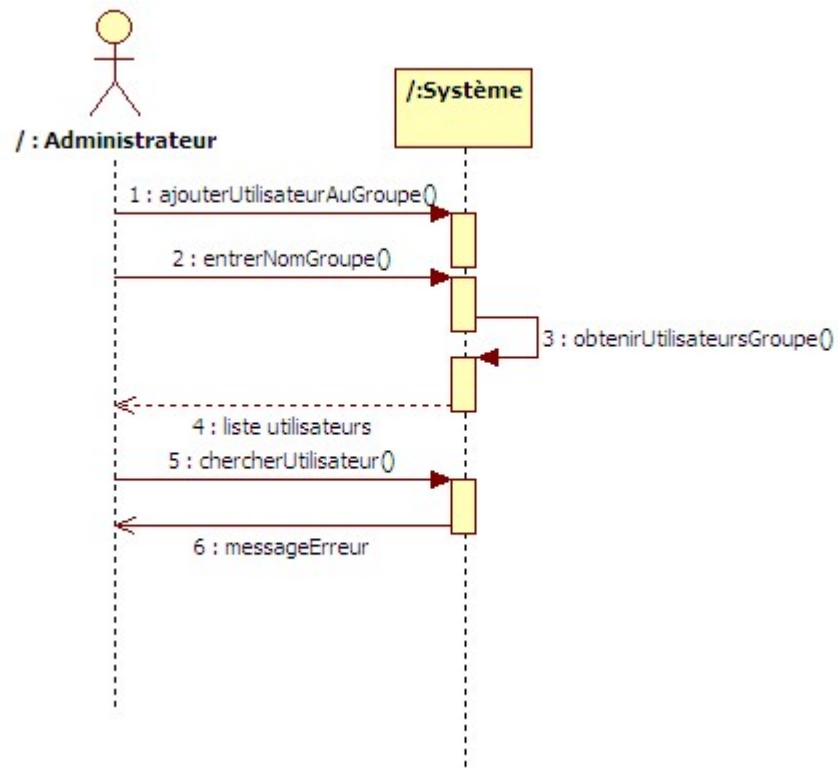 /:Système
/ : Administrateur
1 : ajouterUtilisateurAuGroupe()
2 : entrerNomGroupe()
3 : obtenirUtilisateursGroupe()
4 : liste utilisateurs
5 : chercherUtilisateur()
6 : messageErreur